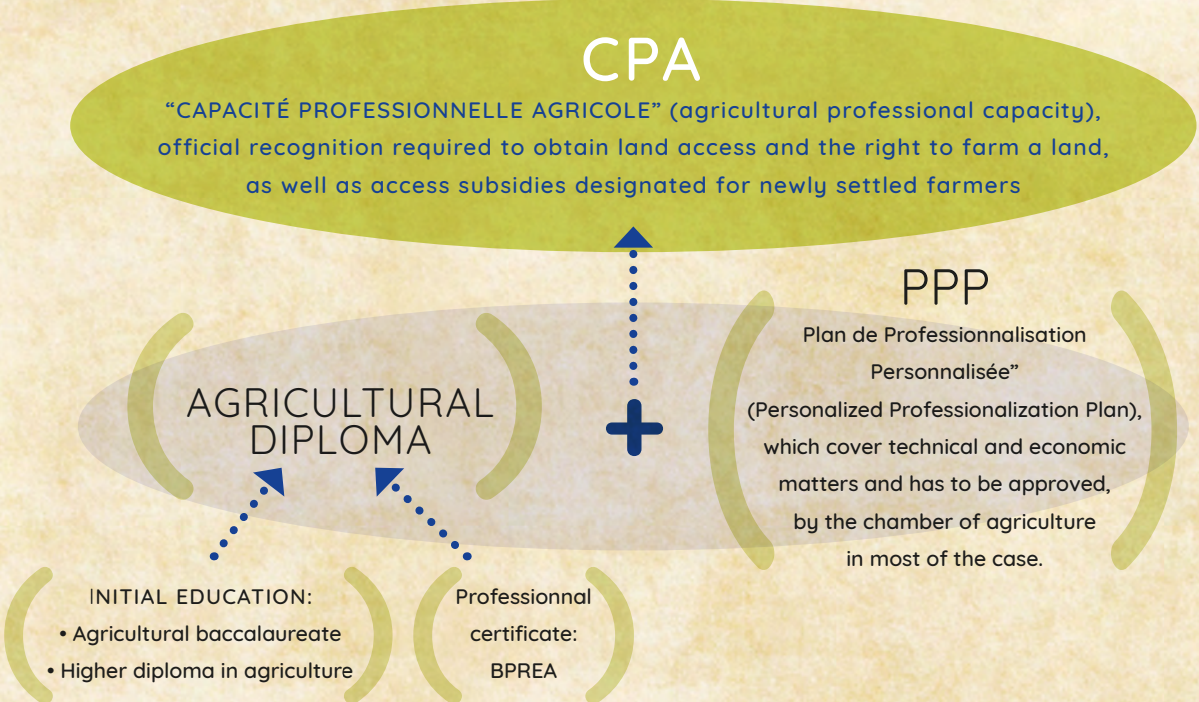 CPA
“CAPACITÉ PROFESSIONNELLE AGRICOLE” (agricultural professional capacity),
official recognition required to obtain land access and the right to farm a land,
as well as access subsidies designated for newly settled farmers
AGRICULTURAL
DIPLOMA
+
PPP
Plan de Professionnalisation
Personnalisée”
(Personalized Professionalization Plan),
which cover technical and economic
matters and has to be approved,
by the chamber of agriculture
in most of the case.
INITIAL EDUCATION:
• Agricultural baccalaureate
• Higher diploma in agriculture
Professionnal
certificate:
BPREA